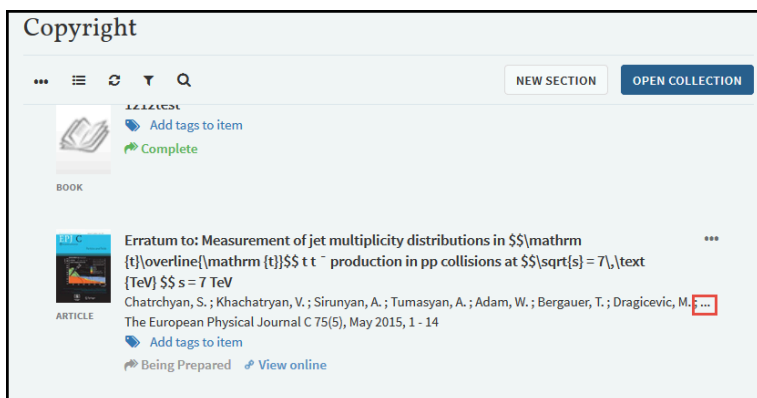 Copyright
NEW SECTION
OPEN COLLECTION
1212test
Add tags to item
Complete
BOOK
Erratum to: Measurement of jet multiplicity distributions in $$\mathrm
{t}\overline{\mathrm {t}}$$ t t ¯ production in pp collisions at $$\sqrt{s} = 7\,\text
{TeV} $$ s = 7 TeV
Chatrchyan, S. ; Khachatryan, V. ; Sirunyan, A. ; Tumasyan, A. ; Adam, W. ; Bergauer, T. ; Dragicevic, M. ; ...
The European Physical Journal C 75(5), May 2015, 1 - 14
ARTICLE
Add tags to item
Being Prepared View online